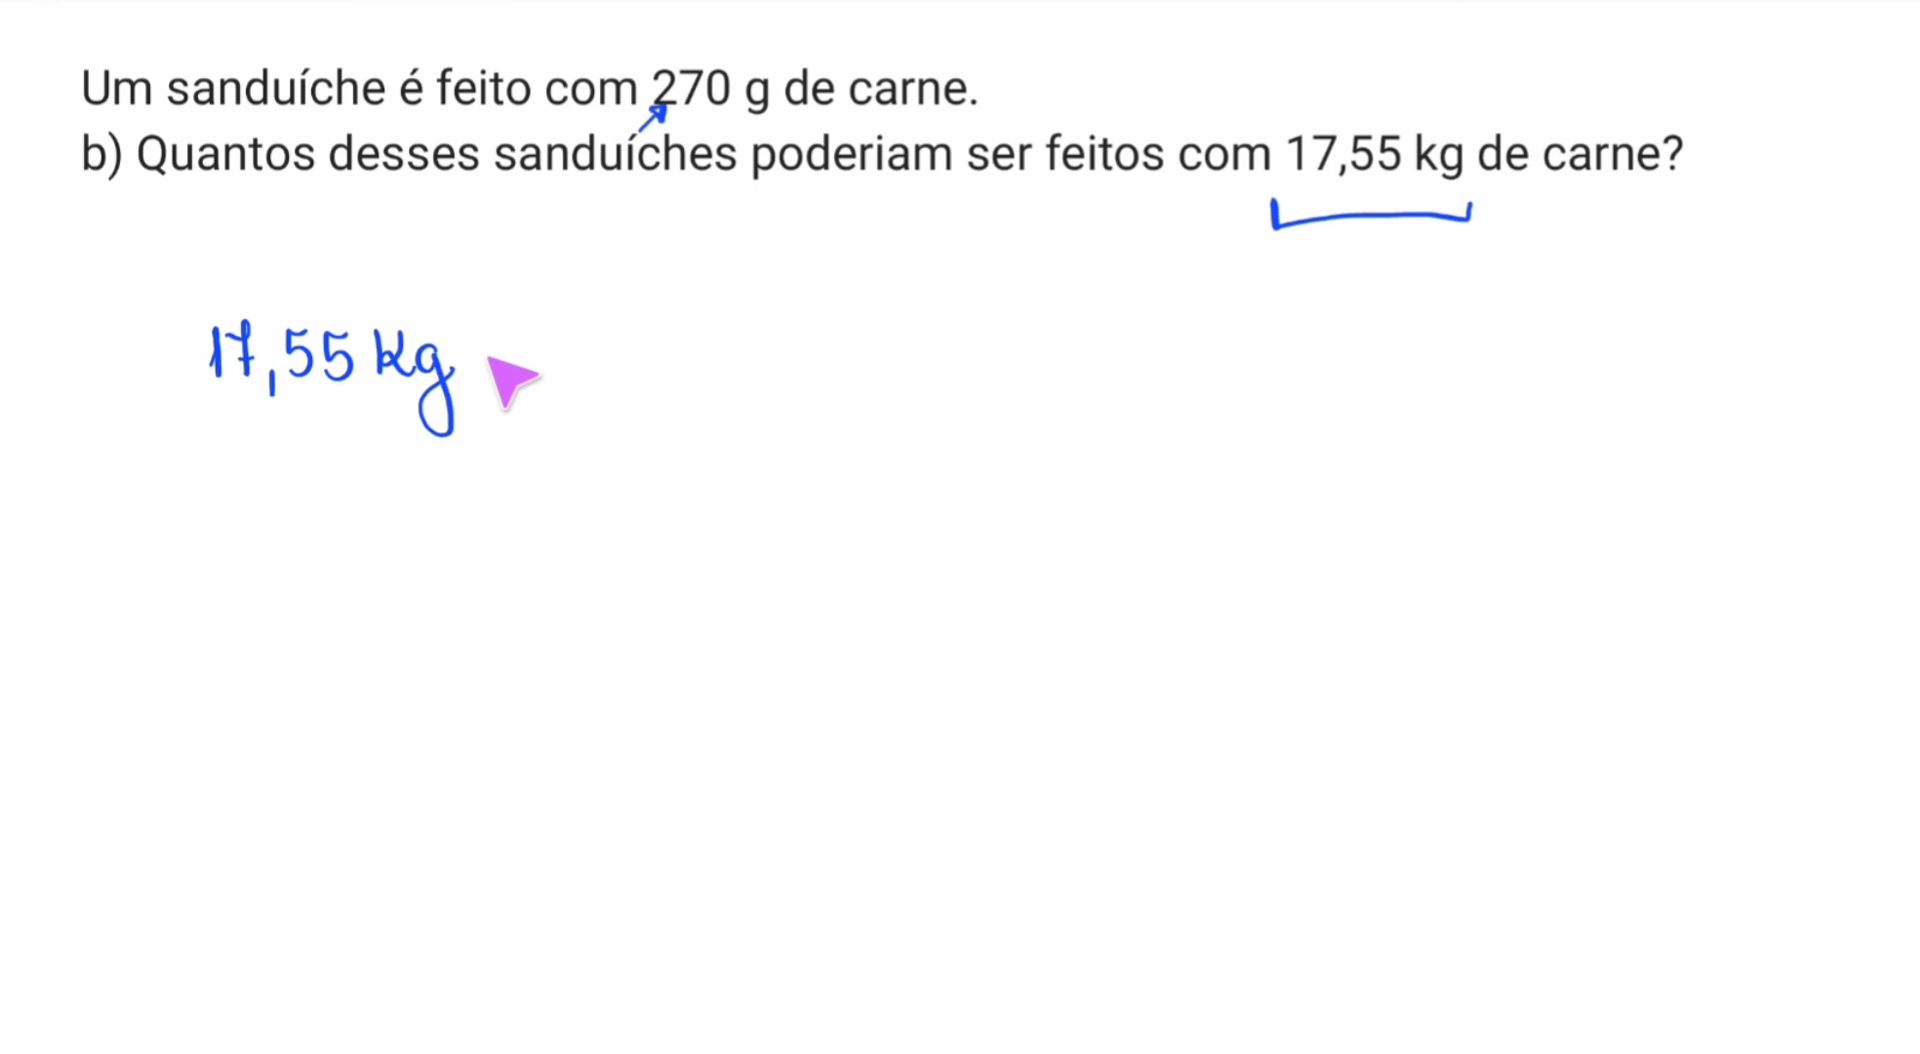 Um sanduíche é feito com 270 g de carne.
b) Quantos desses sanduíches poderiam ser feitos com 17,55 kg de carne?
17,55 kg